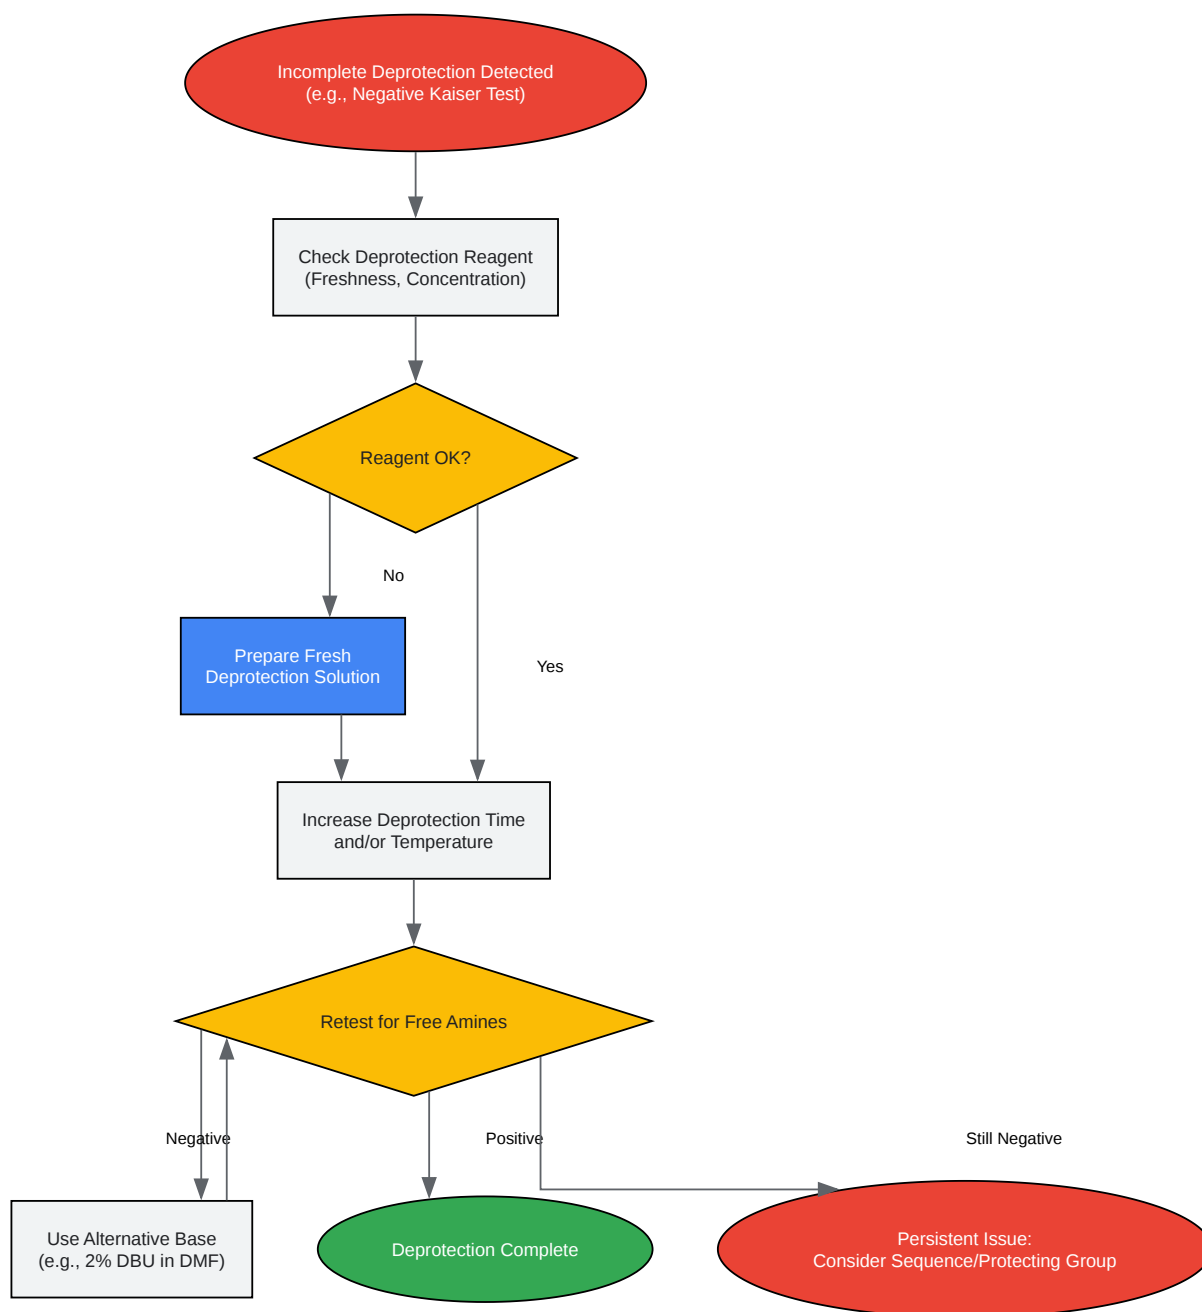 Incomplete Deprotection Detected
(e.g., Negative Kaiser Test)
Check Deprotection Reagent
(Freshness, Concentration)
Reagent OK?
No
Prepare Fresh
Deprotection Solution
Yes
Increase Deprotection Time
and/or Temperature
Retest for Free Amines
Negative
Positive
Still Negative
Use Alternative Base
(e.g., 2% DBU in DMF)
Deprotection Complete
Persistent Issue:
Consider Sequence/Protecting Group